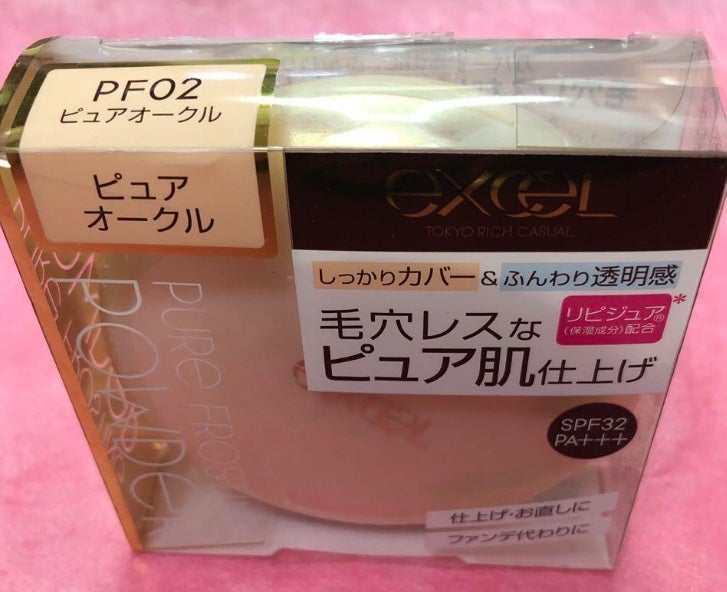 PF02
ピュアオークル
ピュア
オークル
excel
TOKYO RICH CASUAL
しっかりカバー&ふんわり透明感
毛穴レスな
ピュア肌仕上げ
リピジュア®*
(保湿成分)配合
SPF32
PA+++
仕上げ・お直しに
ファンデ代わりに
PURE FROST
POWDER